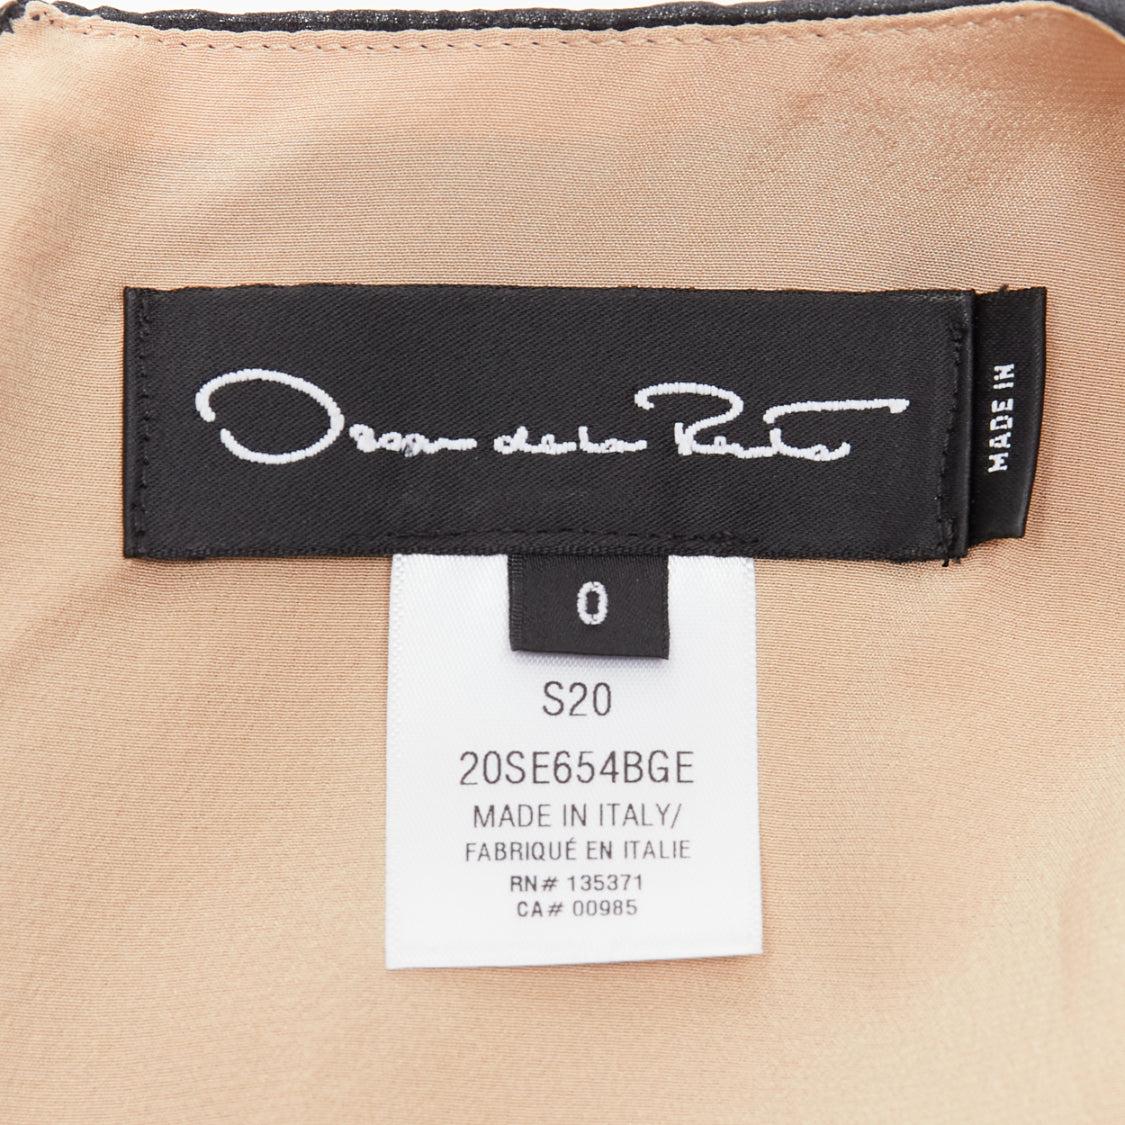 Oscar de la Renta
MADE IN
0
S20
20SE654BGE
MADE IN ITALY/
FABRIQUÉ EN ITALIE
RN# 135371
CA# 00985